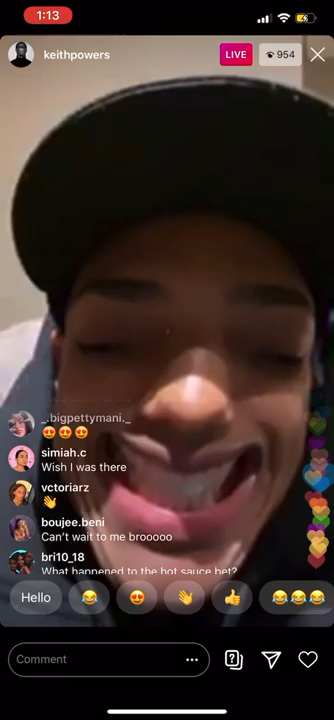 1:13
keithpowers
LIVE
954
_.bigpettymani._
😍😍😍
simiah.c
Wish I was there
vctoriarz
👋
boujee.beni
Can't wait to me brooooo
bri10_18
What happened to the hot sauce bet?
Hello 😂 😍 👋 👍 😂😂😂
Comment